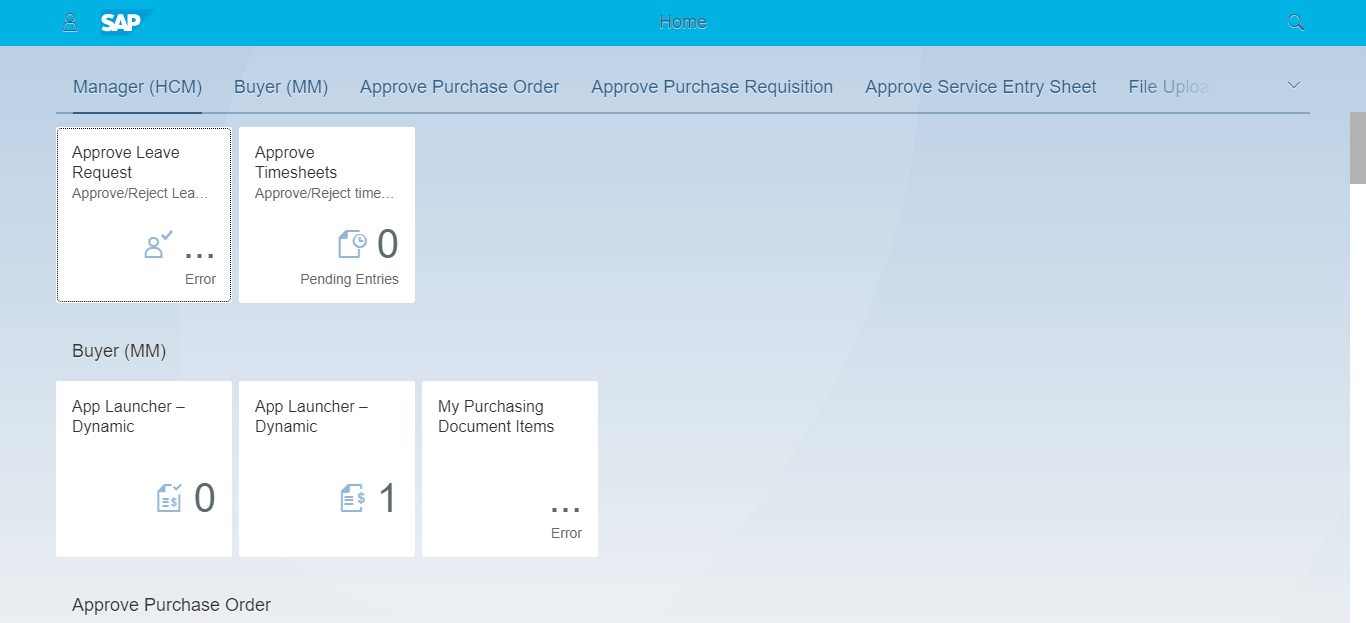 SAP
Home
Manager (HCM) Buyer (MM) Approve Purchase Order Approve Purchase Requisition Approve Service Entry Sheet File Uploa
Approve Leave
Request
Approve/Reject Lea...
...
Error
Approve
Timesheets
Approve/Reject time...
0
Pending Entries
Buyer (MM)
App Launcher –
Dynamic
0
App Launcher –
Dynamic
1
My Purchasing
Document Items
...
Error
Approve Purchase Order